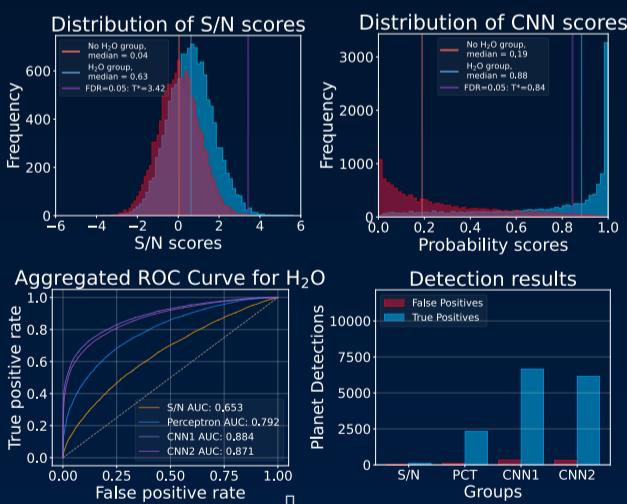 Distribution of S/N scores
No H₂O group,
median = 0.04
H₂O group,
median = 0.63
FDR=0.05: T*=3.42
Frequency
600
400
200
0
−6 −4 −2 0 2 4 6
S/N scores
Distribution of CNN scores
No H₂O group,
median = 0.19
H₂O group,
median = 0.88
FDR=0.05: T*=0.84
Frequency
3000
2000
1000
0
0.0 0.2 0.4 0.6 0.8 1.0
Probability scores
Aggregated ROC Curve for H₂O
True positive rate
1.0
0.8
0.6
0.4
0.2
0.0
S/N AUC: 0.653
Perceptron AUC: 0.792
CNN1 AUC: 0.884
CNN2 AUC: 0.871
0.00 0.25 0.50 0.75 1.00
False positive rate
Detection results
False Positives
True Positives
Planet Detections
10000
7500
5000
2500
0
S/N PCT CNN1 CNN2
Groups